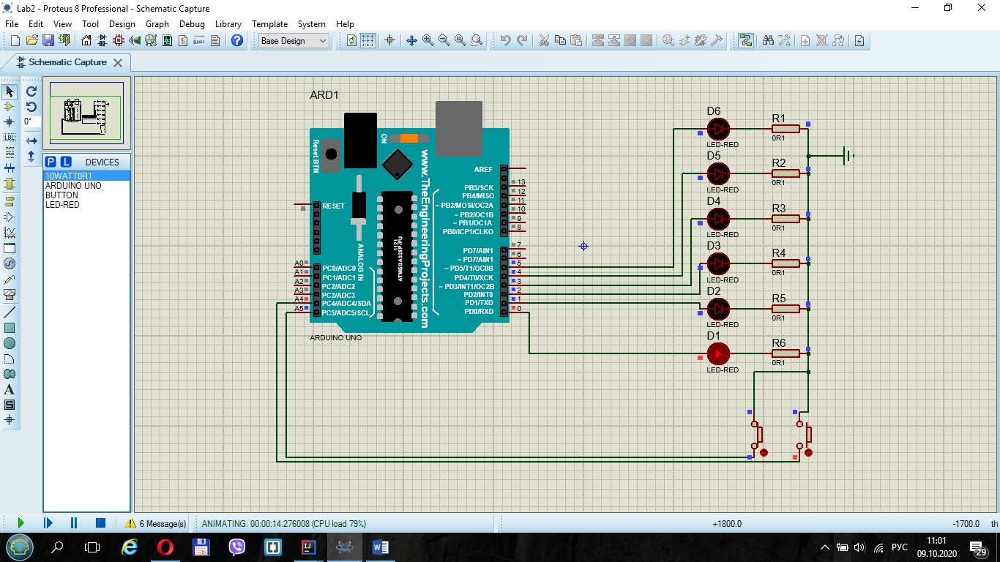 Lab2 - Proteus 8 Professional - Schematic Capture
File Edit View Tool Design Graph Debug Library Template System Help
Base Design
Schematic Capture
0°
P L DEVICES
10WATT0R1
ARDUINO UNO
BUTTON
LED-RED
LBL
A
S
ARD1
Reset BTN
ON
www.TheEngineeringProjects.com
ANALOG IN
ATMEGA328P-PU
1121
RESET
A0 PC0/ADC0
A1 PC1/ADC1
A2 PC2/ADC2
A3 PC3/ADC3
A4 PC4/ADC4/SDA
A5 PC5/ADC5/SCL
AREF
PB5/SCK 13
PB4/MISO 12
~ PB3/MOSI/OC2A 11
~ PB2/OC1B 10
~ PB1/OC1A 9
PB0/ICP1/CLKO 8
PD7/AIN1 7
~ PD7/AIN1 6
~ PD5/T1/OC0B 5
PD4/T0/XCK 4
~ PD3/INT1/OC2B 3
PD2/INT0 2
PD1/TXD 1
PD0/RXD 0
ARDUINO UNO
D6
LED-RED
R1
0R1
D5
LED-RED
R2
0R1
D4
LED-RED
R3
0R1
D3
LED-RED
R4
0R1
D2
LED-RED
R5
0R1
D1
LED-RED
R6
0R1
6 Message(s)
ANIMATING: 00:00:14.276008 (CPU load 79%)
+1800.0
-1700.0
th
РУС
11:01
09.10.2020
29